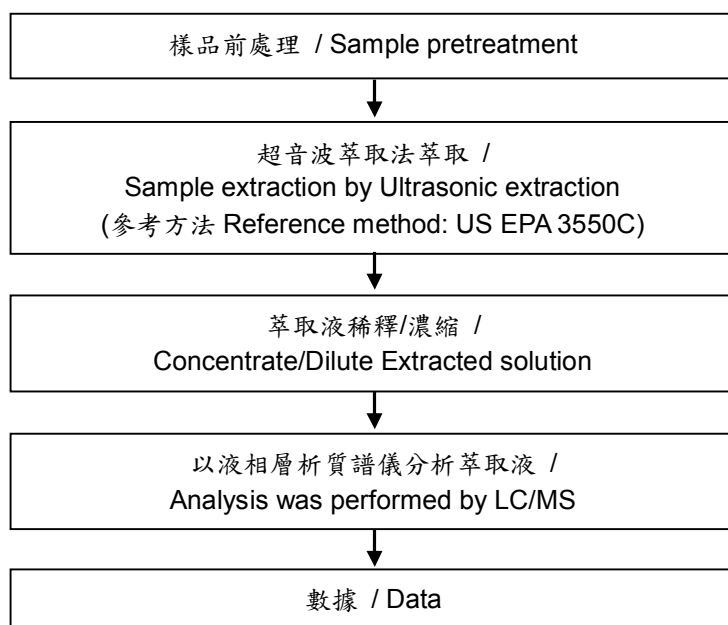 樣品前處理 / Sample pretreatment
超音波萃取法萃取 /
Sample extraction by Ultrasonic extraction
(參考方法 Reference method: US EPA 3550C)
萃取液稀釋/濃縮 /
Concentrate/Dilute Extracted solution
以液相層析質譜儀分析萃取液 /
Analysis was performed by LC/MS
數據 / Data